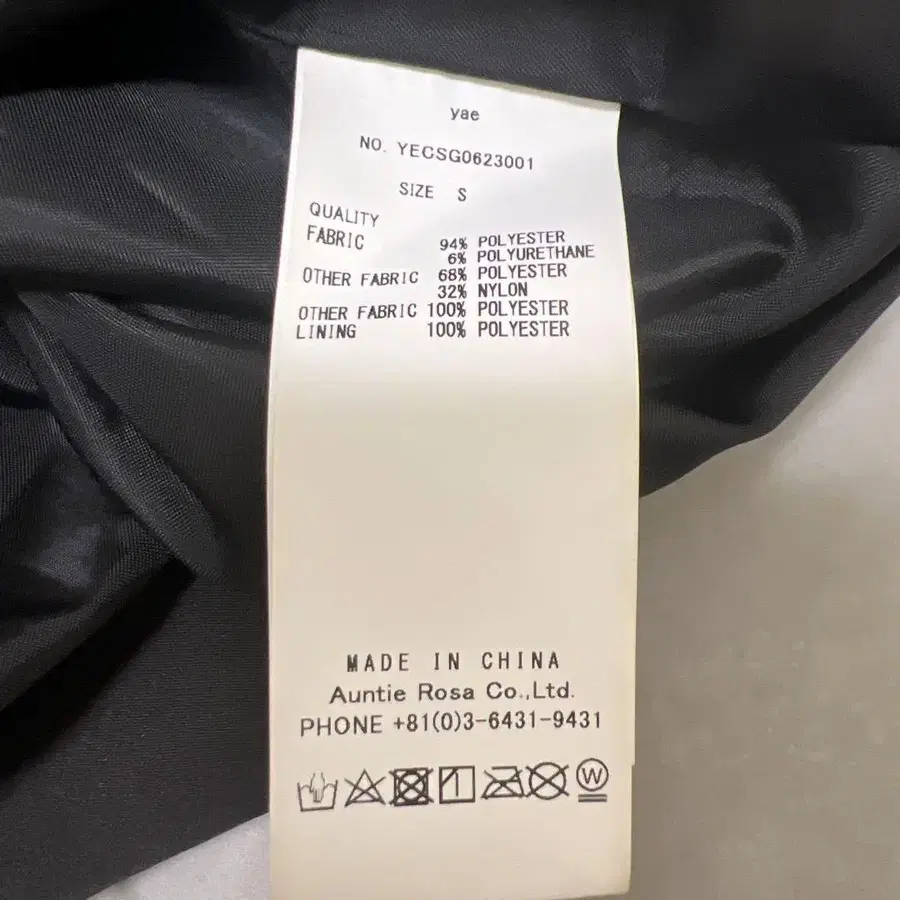 yae
NO. YECSG0623001
SIZE S
QUALITY
FABRIC 94% POLYESTER
6% POLYURETHANE
OTHER FABRIC 68% POLYESTER
32% NYLON
OTHER FABRIC 100% POLYESTER
LINING 100% POLYESTER
MADE IN CHINA
Auntie Rosa Co.,Ltd.
PHONE +81(0)3-6431-9431
W